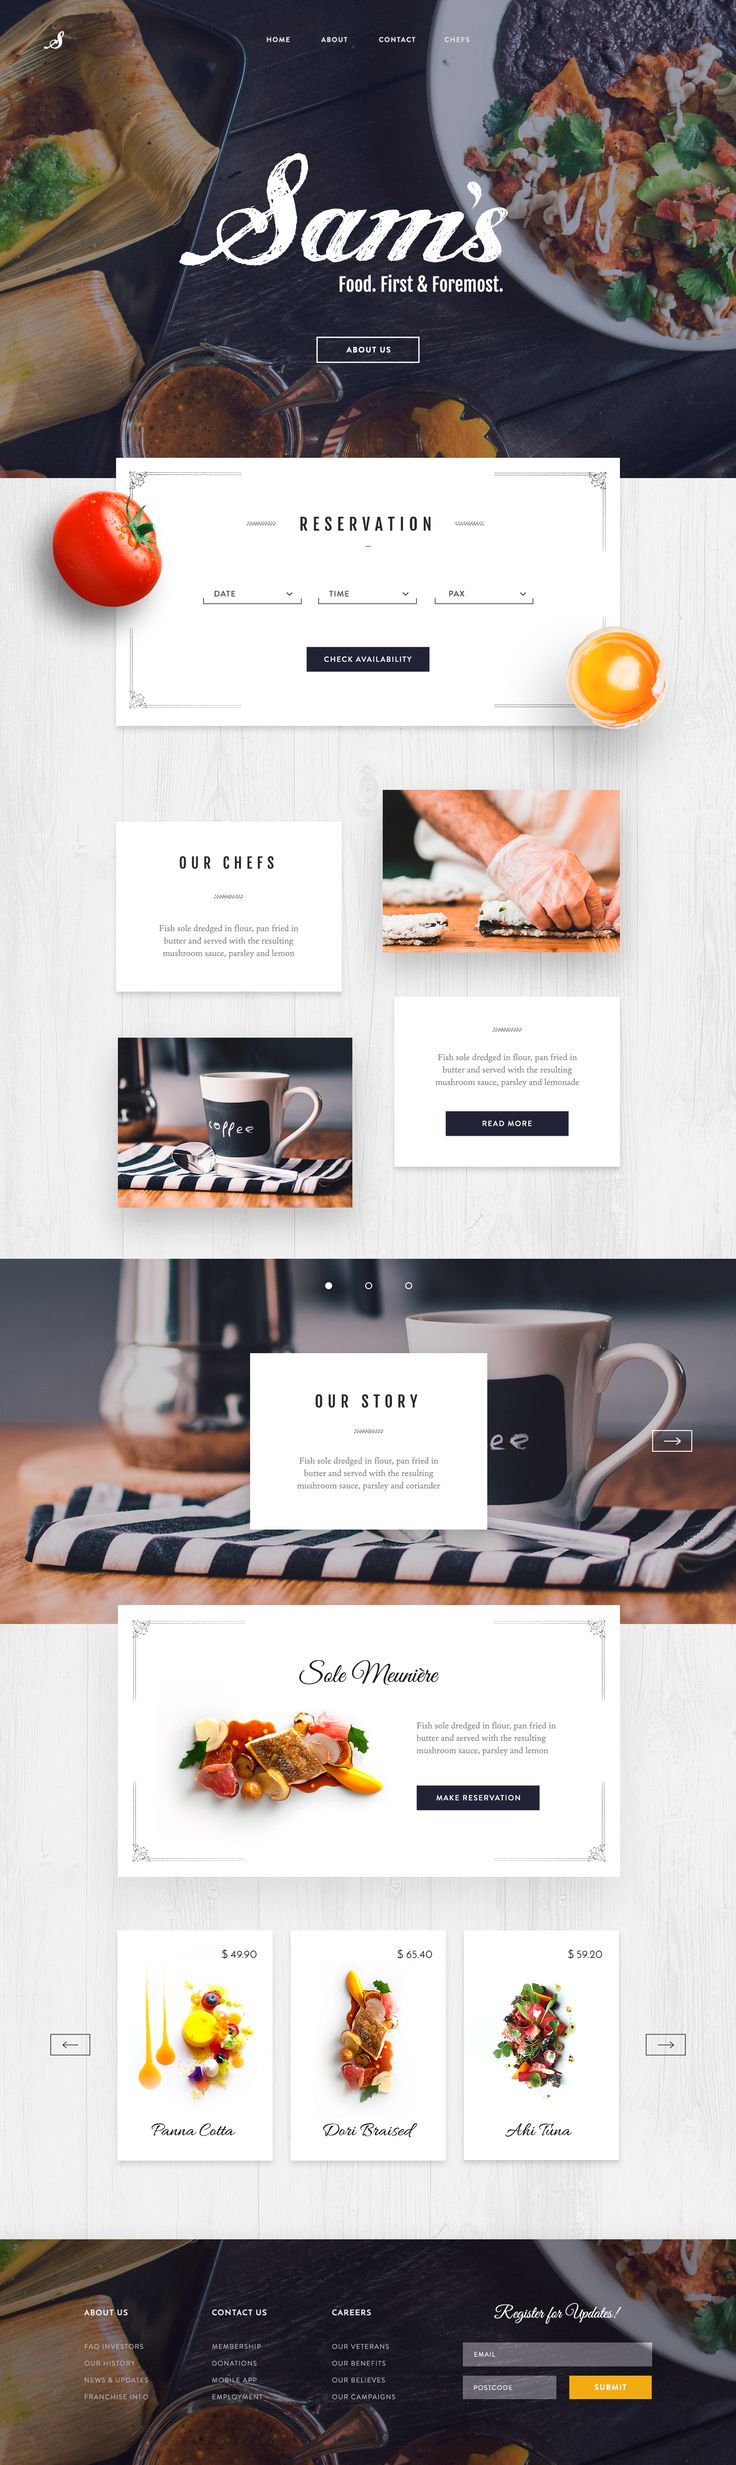 S
HOME ABOUT CONTACT CHEFS
Sam's
Food. First & Foremost.
ABOUT US
RESERVATION
DATE TIME PAX
CHECK AVAILABILITY
OUR CHEFS
Fish sole dredged in flour, pan fried in
butter and served with the resulting
mushroom sauce, parsley and lemon
coffee
Fish sole dredged in flour, pan fried in
butter and served with the resulting
mushroom sauce, parsley and lemonade
READ MORE
OUR STORY
Fish sole dredged in flour, pan fried in
butter and served with the resulting
mushroom sauce, parsley and coriander
ee
Sole Meunière
Fish sole dredged in flour, pan fried in
butter and served with the resulting
mushroom sauce, parsley and lemon
MAKE RESERVATION
$ 49.90
Panna Cotta
$ 65.40
Dori Braised
$ 59.20
Ahi Tuna
ABOUT US
FAQ INVESTORS
OUR HISTORY
NEWS & UPDATES
FRANCHISE INFO
CONTACT US
MEMBERSHIP
DONATIONS
MOBILE APP
EMPLOYMENT
CAREERS
OUR VETERANS
OUR BENEFITS
OUR BELIEVES
OUR CAMPAIGNS
Register for Updates!
EMAIL
POSTCODE SUBMIT